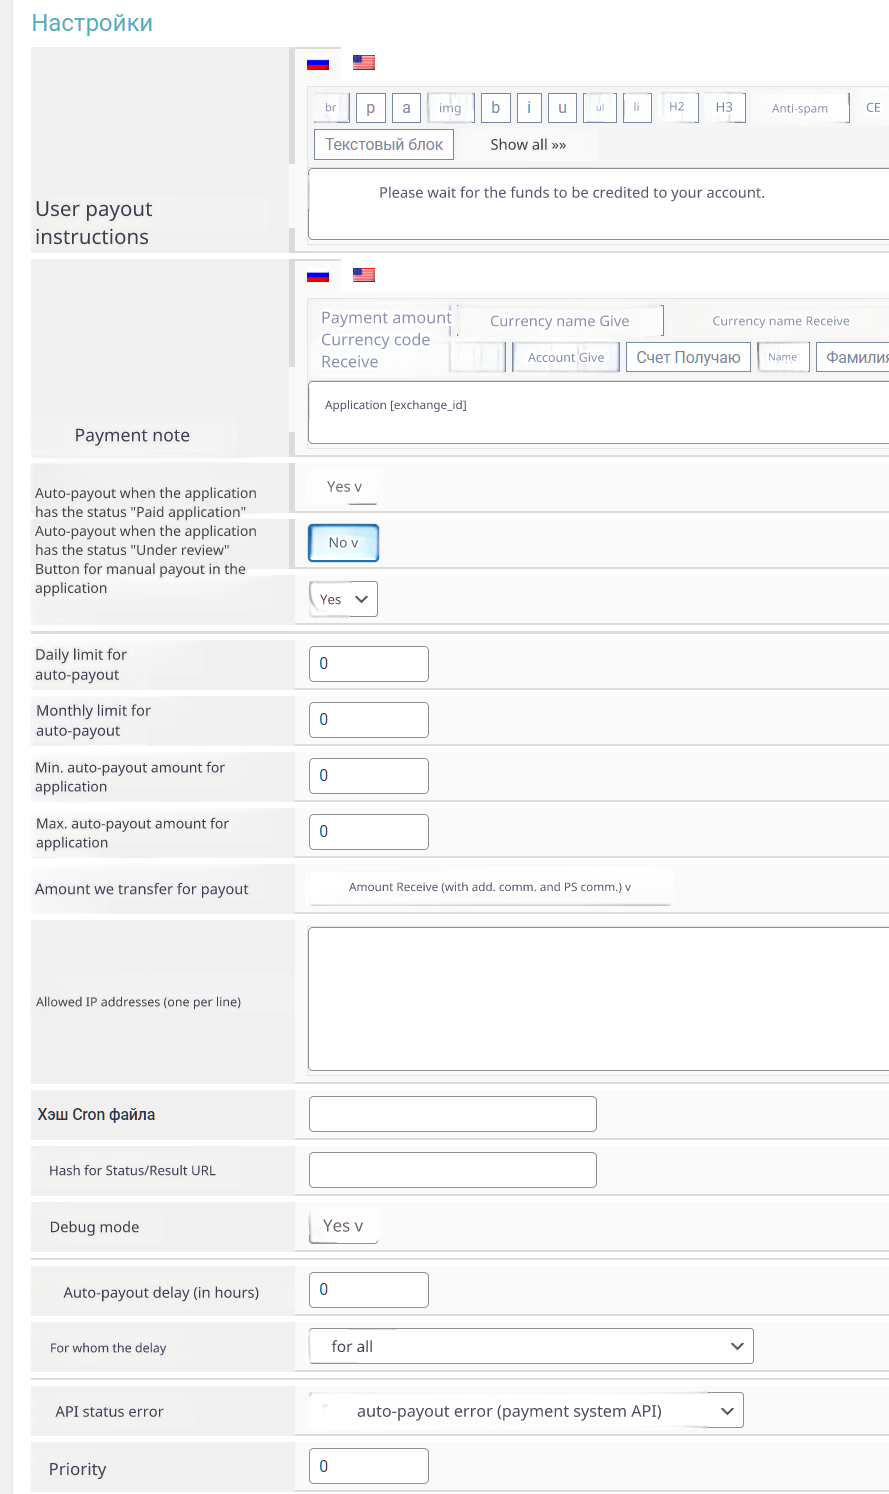 Настройки
br p a img b i u ul li H2 H3 Anti-spam CE
Текстовый блок Show all »»
Please wait for the funds to be credited to your account.
User payout
instructions
Payment amount Currency name Give Currency name Receive
Currency code
Receive Account Give Счет Получаю Name Фамилия
Application [exchange_id]
Payment note
Auto-payout when the application
has the status "Paid application"
Yes v
Auto-payout when the application
has the status "Under review"
No v
Button for manual payout in the
application
Yes
Daily limit for
auto-payout
0
Monthly limit for
auto-payout
0
Min. auto-payout amount for
application
0
Max. auto-payout amount for
application
0
Amount we transfer for payout Amount Receive (with add. comm. and PS comm.) v
Allowed IP addresses (one per line)
Хэш Cron файла
Hash for Status/Result URL
Debug mode Yes v
Auto-payout delay (in hours) 0
For whom the delay for all
API status error auto-payout error (payment system API)
Priority 0